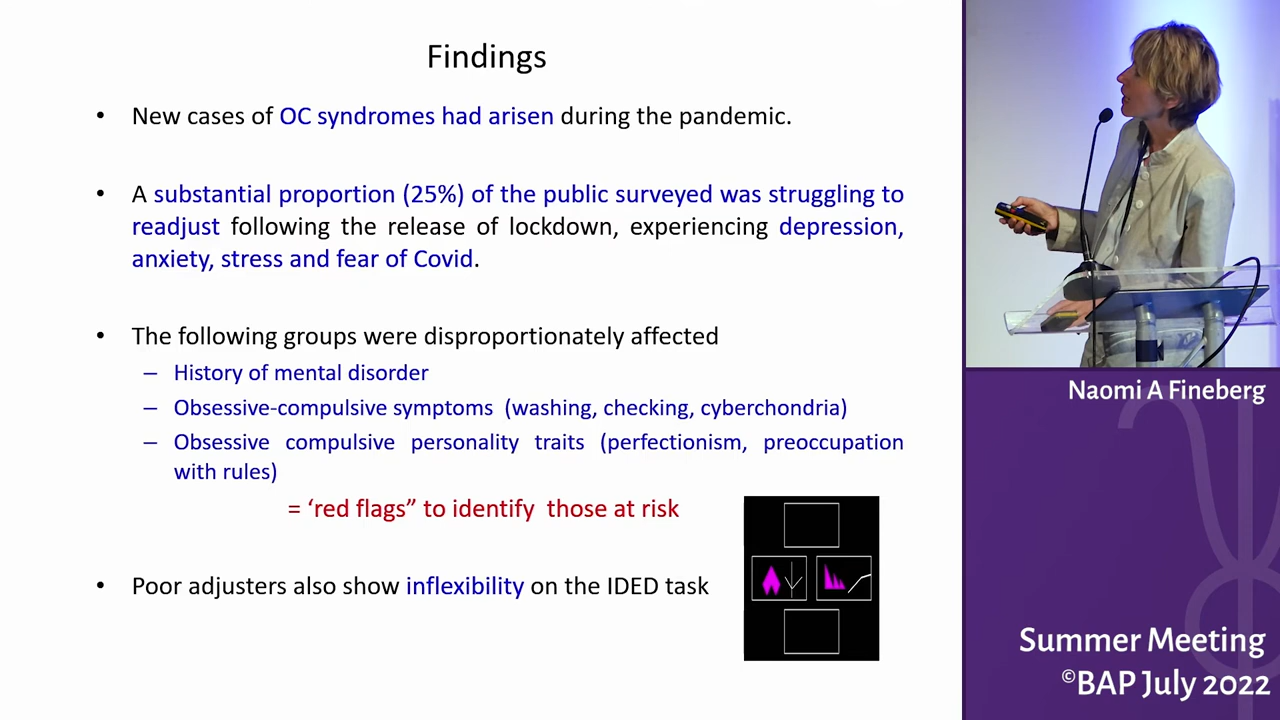 Findings
• New cases of OC syndromes had arisen during the pandemic.
• A substantial proportion (25%) of the public surveyed was struggling to
readjust following the release of lockdown, experiencing depression,
anxiety, stress and fear of Covid.
• The following groups were disproportionately affected
– History of mental disorder
– Obsessive-compulsive symptoms (washing, checking, cyberchondria)
– Obsessive compulsive personality traits (perfectionism, preoccupation
with rules)
= ‘red flags” to identify those at risk
• Poor adjusters also show inflexibility on the IDED task
Naomi A Fineberg
Summer Meeting
©BAP July 2022